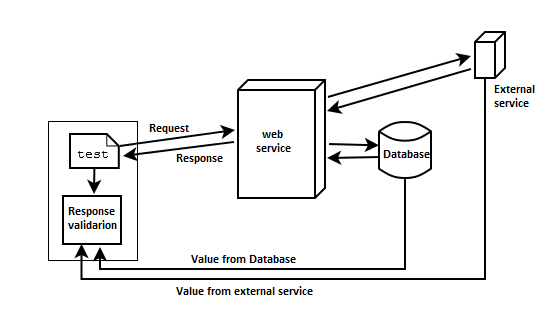 External
service
Request
web
service
test
Response
Database
Response
validarion
Value from Database
Value from external service